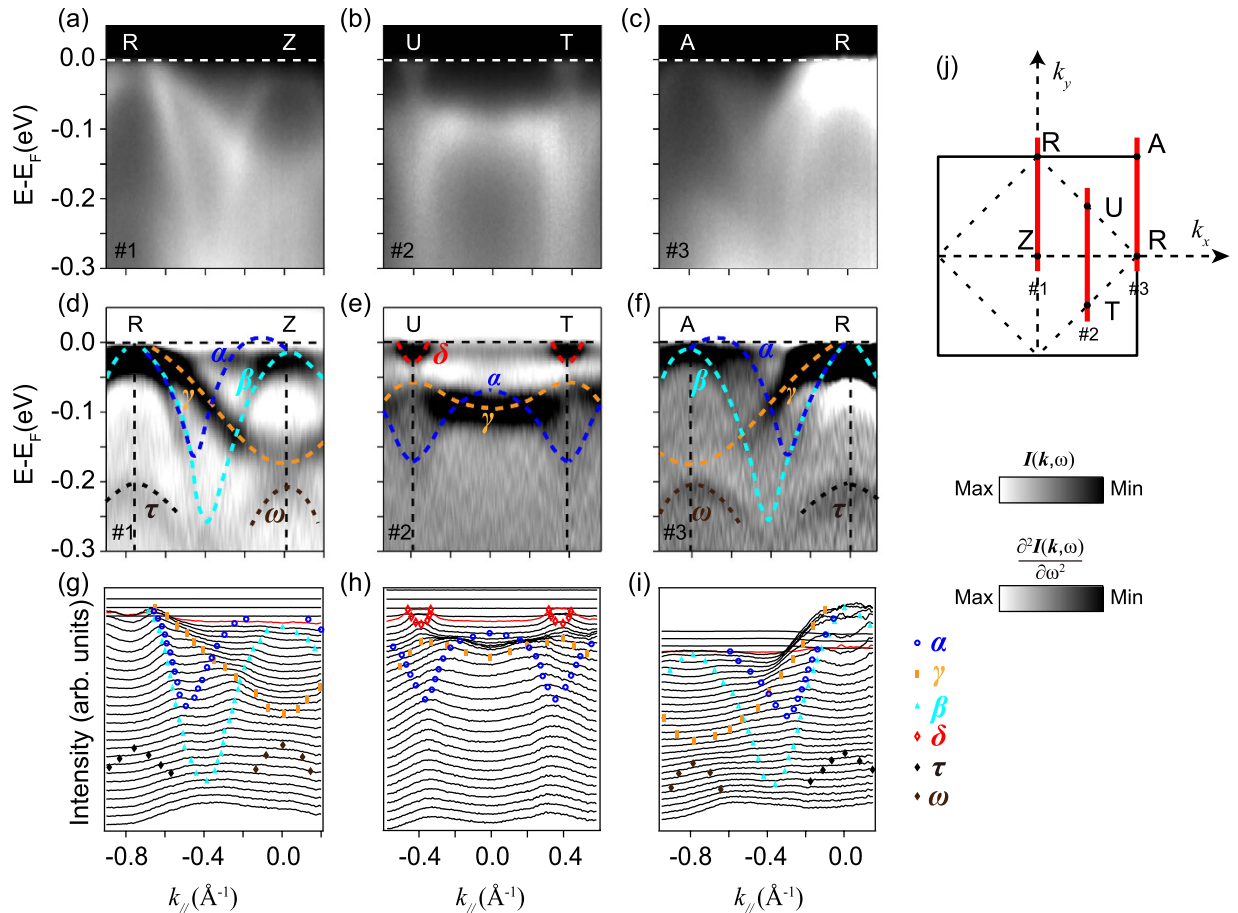 (a)
R
Z
(b)
U
T
(c)
A
R
E-E_F(eV)
0.0
-0.1
-0.2
-0.3
#1
#2
#3
(j)
k_y
R
A
U
Z
R
k_x
#1
#3
T
#2
(d)
R
Z
(e)
U
T
(f)
A
R
E-E_F(eV)
0.0
-0.1
-0.2
-0.3
α
β
γ
τ
ω
#1
δ
α
γ
#2
α
β
γ
ω
τ
#3
I(k,ω)
Max
Min
∂²I(k,ω)
∂ω²
Max
Min
(g)
(h)
(i)
Intensity (arb. units)
α
γ
β
δ
τ
ω
-0.8
-0.4
0.0
-0.4
0.0
0.4
-0.8
-0.4
0.0
k_//(Å⁻¹)
k_//(Å⁻¹)
k_//(Å⁻¹)